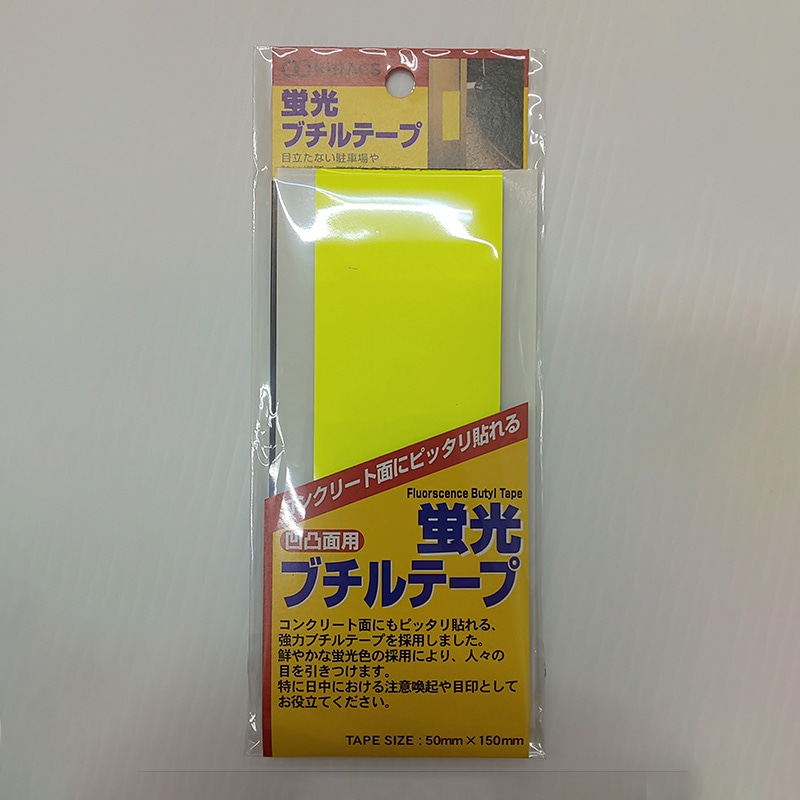 蛍光
ブチルテープ
目立たない駐車場や
コンクリート面にピッタリ貼れる
Fluorscence Butyl Tape
凹凸面用
蛍光
ブチルテープ
コンクリート面にもピッタリ貼れる、
強力ブチルテープを採用しました。
鮮やかな蛍光色の採用により、人々の
目を引きつけます。
特に日中における注意喚起や目印として
お役立てください。
TAPE SIZE : 50mm×150mm